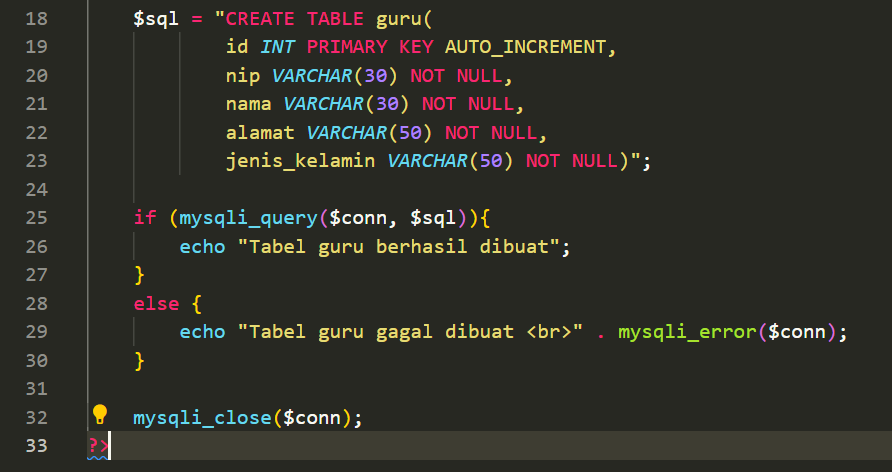 18 $sql = "CREATE TABLE guru(
19 id INT PRIMARY KEY AUTO_INCREMENT,
20 nip VARCHAR(30) NOT NULL,
21 nama VARCHAR(30) NOT NULL,
22 alamat VARCHAR(50) NOT NULL,
23 jenis_kelamin VARCHAR(50) NOT NULL)";
24
25 if (mysqli_query($conn, $sql)){
26 echo "Tabel guru berhasil dibuat";
27 }
28 else {
29 echo "Tabel guru gagal dibuat <br>" . mysqli_error($conn);
30 }
31
32 mysqli_close($conn);
33 ?>